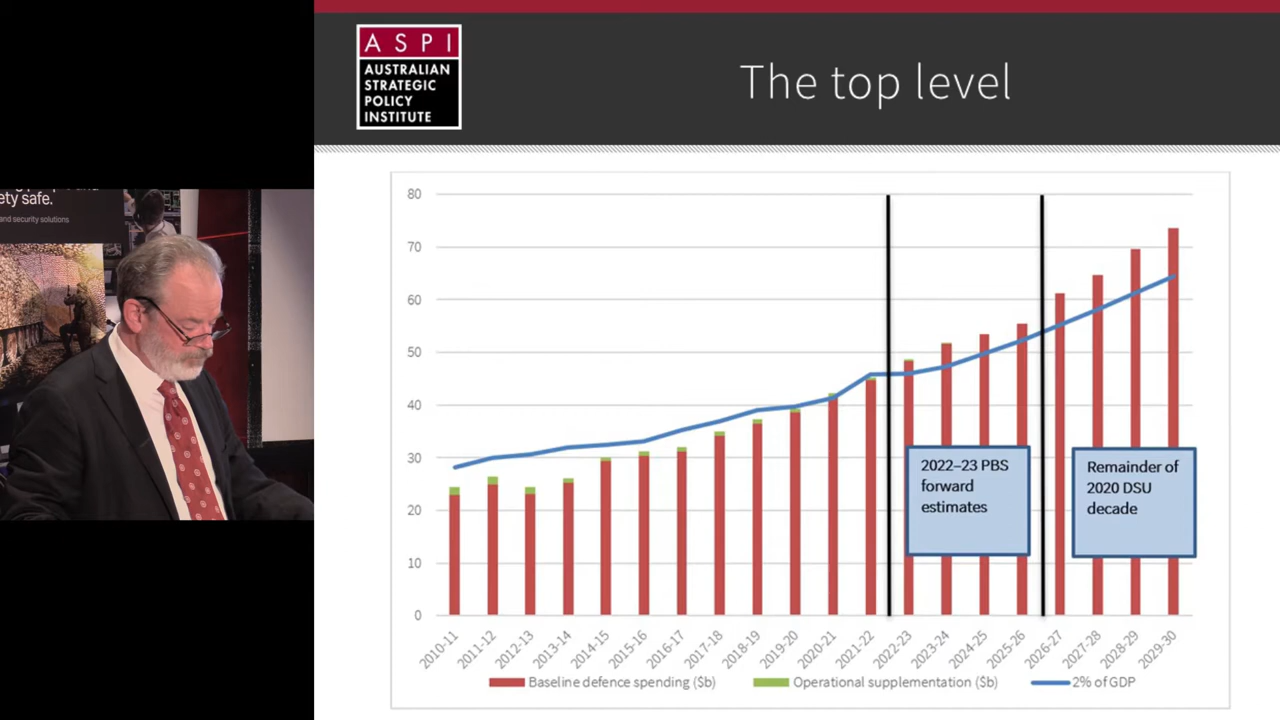 ety safe.
and security solutions
ASPI
AUSTRALIAN
STRATEGIC
POLICY
INSTITUTE
The top level
80
70
60
50
40
30
20
10
0
2022–23 PBS
forward
estimates
Remainder of
2020 DSU
decade
2010-11
2011-12
2012-13
2013-14
2014-15
2015-16
2016-17
2017-18
2018-19
2019-20
2020-21
2021-22
2022-23
2023-24
2024-25
2025-26
2026-27
2027-28
2028-29
2029-30
Baseline defence spending ($b)
Operational supplementation ($b)
2% of GDP